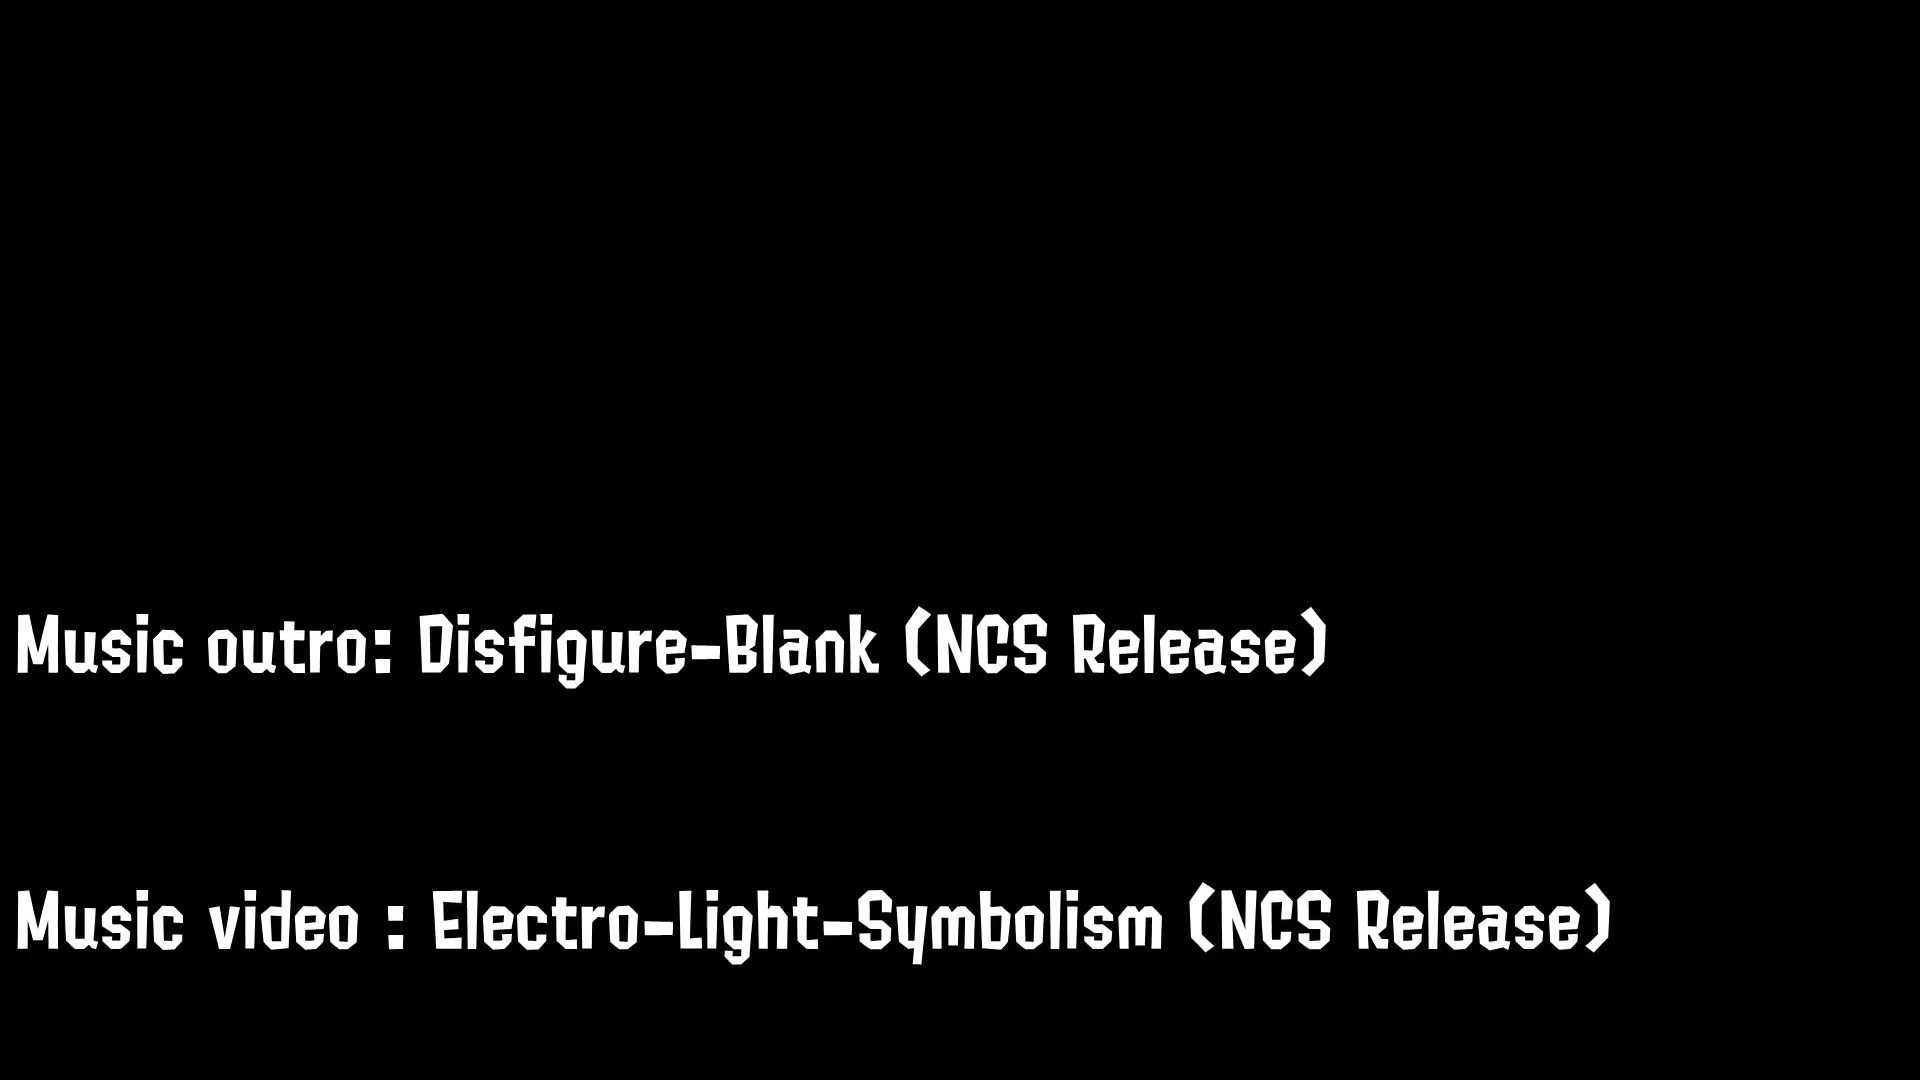 Music outro: Disfigure-Blank (NCS Release)
Music video : Electro-Light-Symbolism (NCS Release)